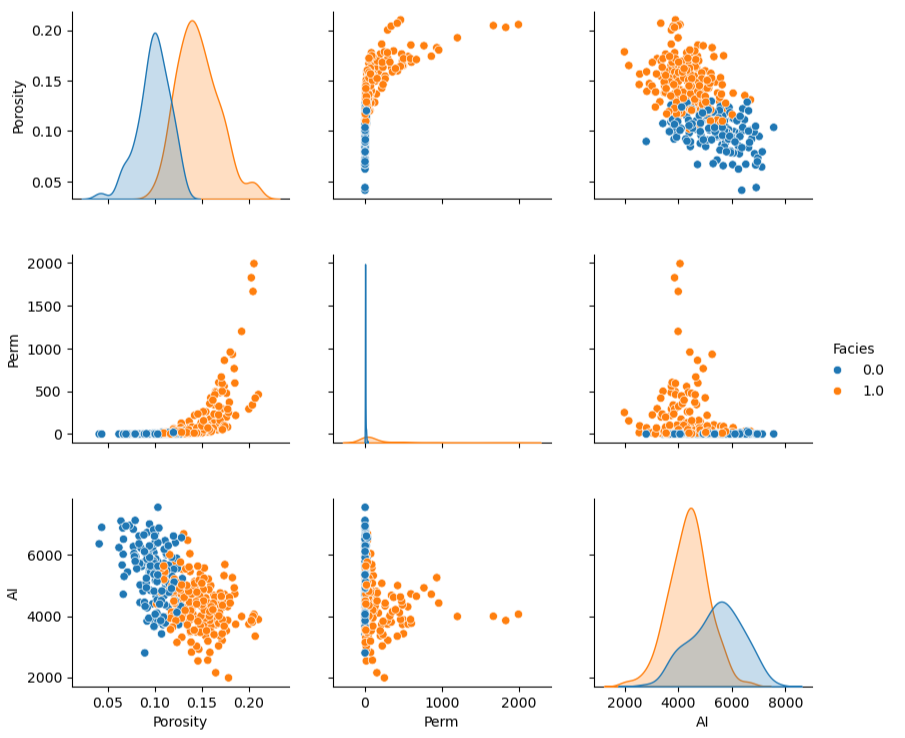 0.20
0.15
0.10
0.05
Porosity
2000
1500
1000
500
0
Perm
Facies
0.0
1.0
6000
4000
2000
AI
0.05 0.10 0.15 0.20
Porosity
0 1000 2000
Perm
2000 4000 6000 8000
AI